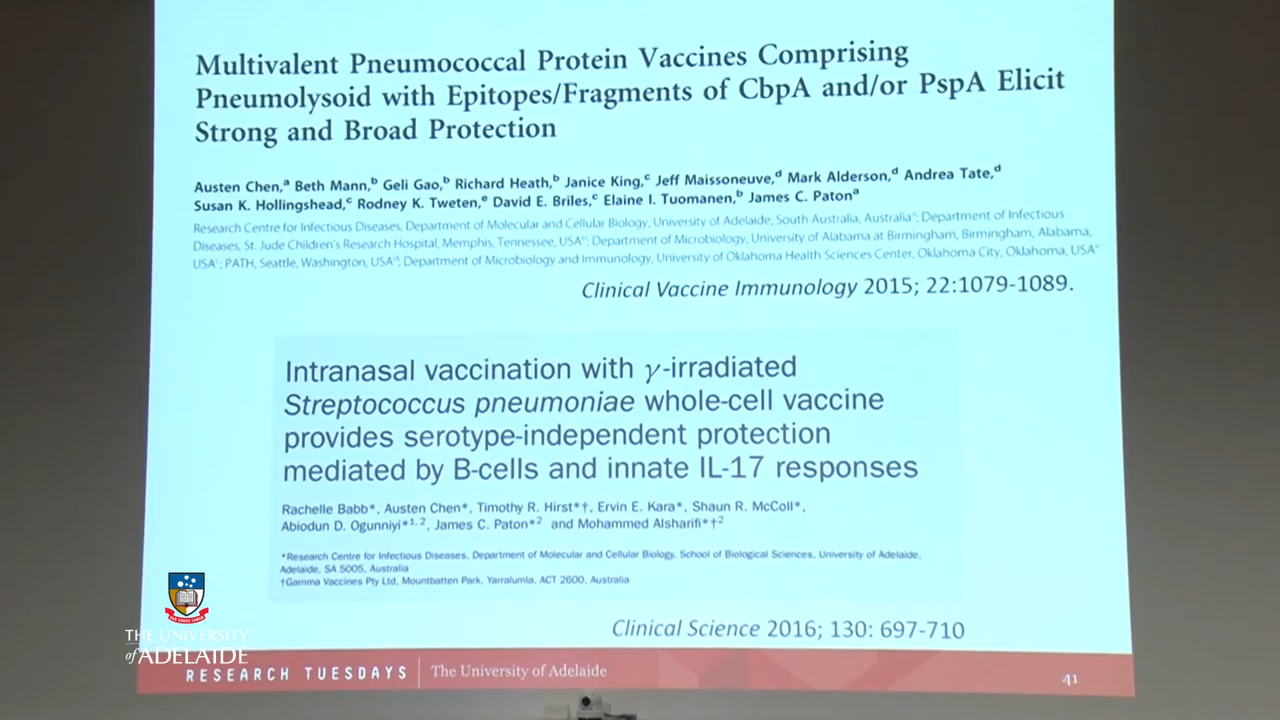 Multivalent Pneumococcal Protein Vaccines Comprising
Pneumolysoid with Epitopes/Fragments of CbpA and/or PspA Elicit
Strong and Broad Protection
Austen Chen,ᵃ Beth Mann,ᵇ Geli Gao,ᵇ Richard Heath,ᵇ Janice King,ᶜ Jeff Maissoneuve,ᵈ Mark Alderson,ᵈ Andrea Tate,ᵈ
Susan K. Hollingshead,ᶜ Rodney K. Tweten,ᵉ David E. Briles,ᶜ Elaine I. Tuomanen,ᵇ James C. Patonᵃ
Research Centre for Infectious Diseases, Department of Molecular and Cellular Biology, University of Adelaide, South Australia, Australiaᵃ; Department of Infectious
Diseases, St. Jude Children's Research Hospital, Memphis, Tennessee, USAᵇ; Department of Microbiology, University of Alabama at Birmingham, Birmingham, Alabama,
USAᶜ; PATH, Seattle, Washington, USAᵈ; Department of Microbiology and Immunology, University of Oklahoma Health Sciences Center, Oklahoma City, Oklahoma, USAᵉ
Clinical Vaccine Immunology 2015; 22:1079-1089.
Intranasal vaccination with γ-irradiated
Streptococcus pneumoniae whole-cell vaccine
provides serotype-independent protection
mediated by B-cells and innate IL-17 responses
Rachelle Babb*, Austen Chen*, Timothy R. Hirst*†, Ervin E. Kara*, Shaun R. McColl*,
Abiodun D. Ogunniyi*¹,², James C. Paton*² and Mohammed Alsharifi*†²
*Research Centre for Infectious Diseases, Department of Molecular and Cellular Biology, School of Biological Sciences, University of Adelaide,
Adelaide, SA 5005, Australia
†Gamma Vaccines Pty Ltd, Mountbatten Park, Yarralumla, ACT 2600, Australia
Clinical Science 2016; 130: 697-710
THE UNIVERSITY
of ADELAIDE
RESEARCH TUESDAYS
The University of Adelaide
41